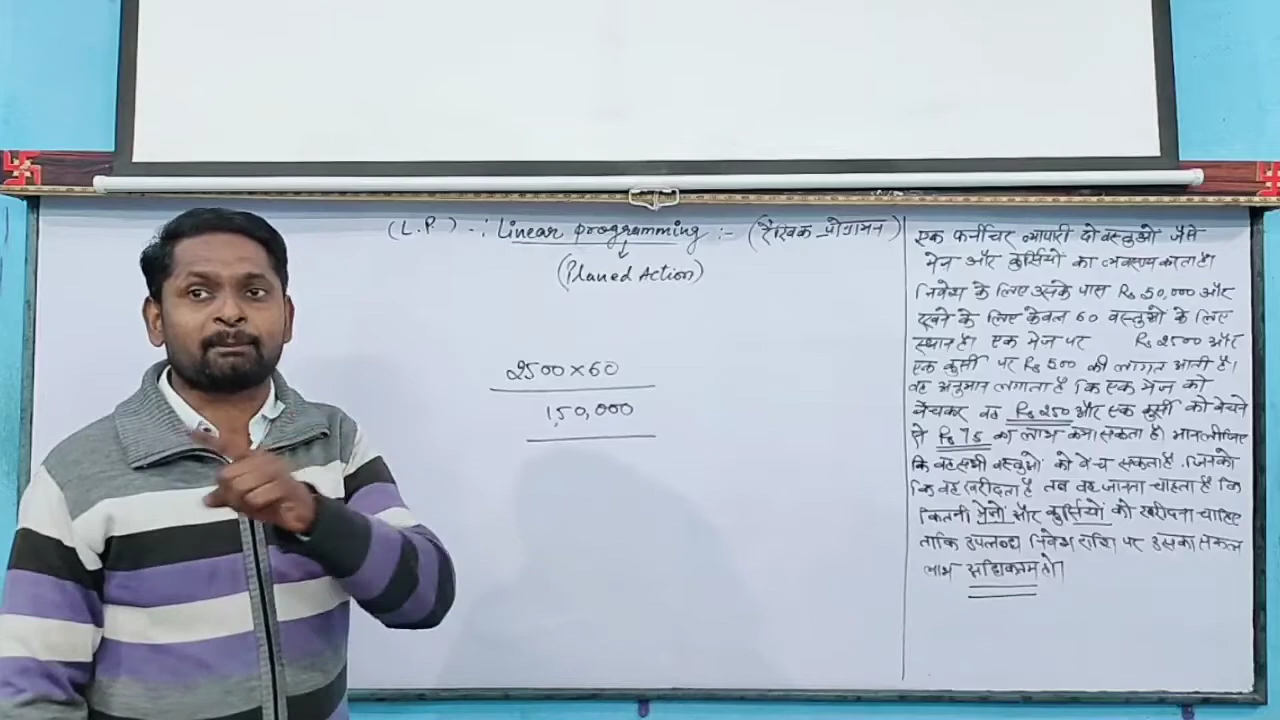 (L.P.) -: Linear programming :- (रैखिक प्रोग्रामन)
(Planed Action)
2500×60
150,000
एक फर्नीचर व्यापारी दो वस्तुओं जैसे
मेज और कुर्सियों का व्यवसाय करता है।
निवेश के लिए उसके पास Rs 50,000 और
रखने के लिए केवल 60 वस्तुओं के लिए
स्थान है। एक मेज पर Rs 2500 और
एक कुर्सी पर Rs 500 की लागत आती है।
वह अनुमान लगाता है कि एक मेज को
बेचकर वह Rs 250 और एक कुर्सी को बेचने
से Rs 75 का लाभ कमा सकता है। मान लीजिए
कि वह सभी वस्तुओं को बेच सकता है जिनको
कि वह खरीदता है तब वह जानना चाहता है कि
कितनी मेजों और कुर्सियों को खरीदना चाहिए
ताकि उपलब्ध निवेश राशि पर उसका सकल
लाभ अधिकतम हो।